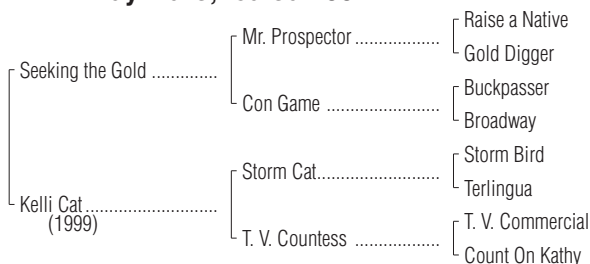 Raise a Native
Mr. Prospector ...................
Gold Digger
Seeking the Gold .............
Buckpasser
Con Game .........................
Broadway
Storm Bird
Storm Cat............................
Terlingua
Kelli Cat..........................
(1999)
T. V. Commercial
T. V. Countess ...................
Count On Kathy